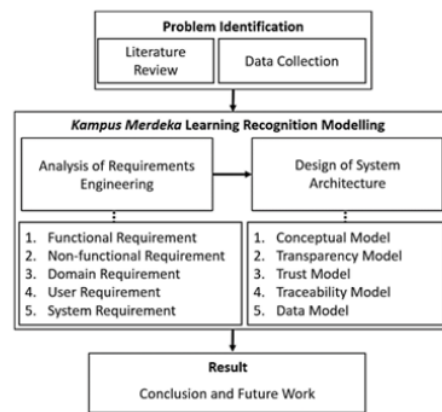 Problem Identification
Literature
Review
Data Collection
Kampus Merdeka Learning Recognition Modelling
Analysis of Requirements
Engineering
Design of System
Architecture
1. Functional Requirement
2. Non-functional Requirement
3. Domain Requirement
4. User Requirement
5. System Requirement
1. Conceptual Model
2. Transparency Model
3. Trust Model
4. Traceability Model
5. Data Model
Result
Conclusion and Future Work